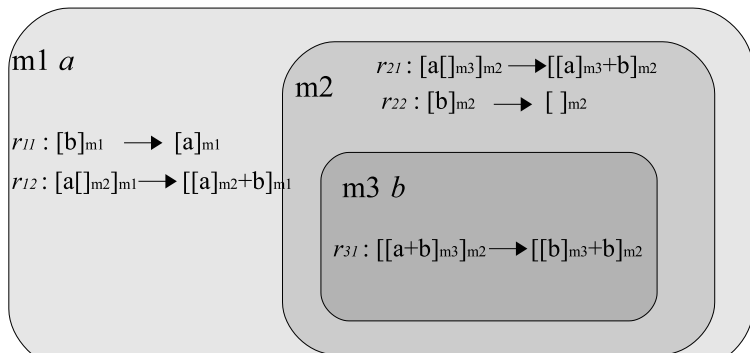 m1 a
m2
r21 : [a[]m3]m2 → [[a]m3+b]m2
r22 : [b]m2 → [ ]m2
r11 : [b]m1 → [a]m1
r12 : [a[]m2]m1 → [[a]m2+b]m1
m3 b
r31 : [[a+b]m3]m2 → [[b]m3+b]m2